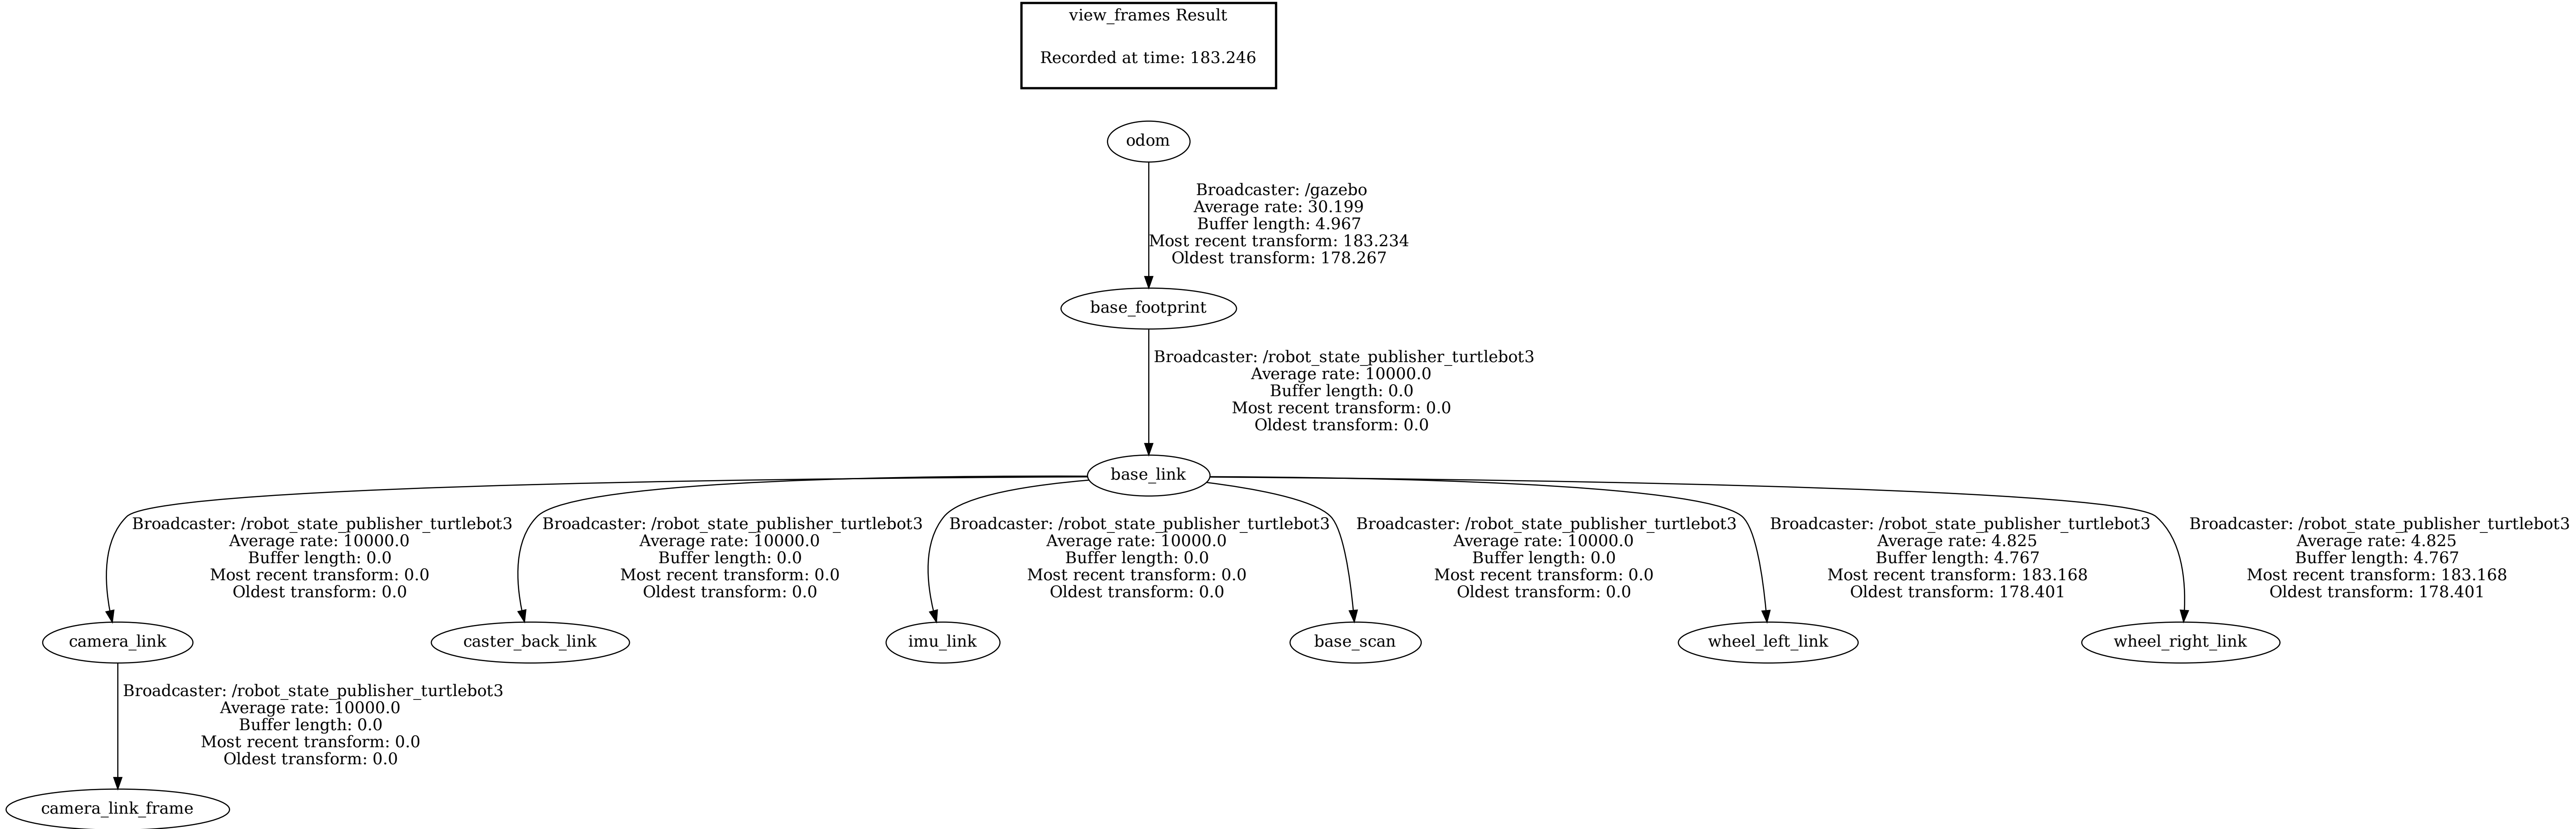 view_frames Result
Recorded at time: 183.246
odom
Broadcaster: /gazebo
Average rate: 30.199
Buffer length: 4.967
Most recent transform: 183.234
Oldest transform: 178.267
base_footprint
Broadcaster: /robot_state_publisher_turtlebot3
Average rate: 10000.0
Buffer length: 0.0
Most recent transform: 0.0
Oldest transform: 0.0
base_link
Broadcaster: /robot_state_publisher_turtlebot3
Average rate: 10000.0
Buffer length: 0.0
Most recent transform: 0.0
Oldest transform: 0.0
Broadcaster: /robot_state_publisher_turtlebot3
Average rate: 10000.0
Buffer length: 0.0
Most recent transform: 0.0
Oldest transform: 0.0
Broadcaster: /robot_state_publisher_turtlebot3
Average rate: 10000.0
Buffer length: 0.0
Most recent transform: 0.0
Oldest transform: 0.0
Broadcaster: /robot_state_publisher_turtlebot3
Average rate: 10000.0
Buffer length: 0.0
Most recent transform: 0.0
Oldest transform: 0.0
Broadcaster: /robot_state_publisher_turtlebot3
Average rate: 4.825
Buffer length: 4.767
Most recent transform: 183.168
Oldest transform: 178.401
Broadcaster: /robot_state_publisher_turtlebot3
Average rate: 4.825
Buffer length: 4.767
Most recent transform: 183.168
Oldest transform: 178.401
camera_link
caster_back_link
imu_link
base_scan
wheel_left_link
wheel_right_link
Broadcaster: /robot_state_publisher_turtlebot3
Average rate: 10000.0
Buffer length: 0.0
Most recent transform: 0.0
Oldest transform: 0.0
camera_link_frame